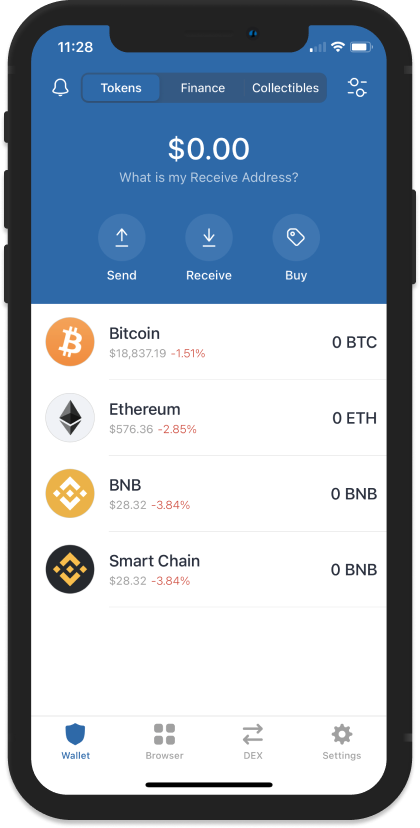 11:28
Tokens Finance Collectibles
$0.00
What is my Receive Address?
Send Receive Buy
Bitcoin
$18,837.19 -1.51%
0 BTC
Ethereum
$576.36 -2.85%
0 ETH
BNB
$28.32 -3.84%
0 BNB
Smart Chain
$28.32 -3.84%
0 BNB
Wallet Browser DEX Settings